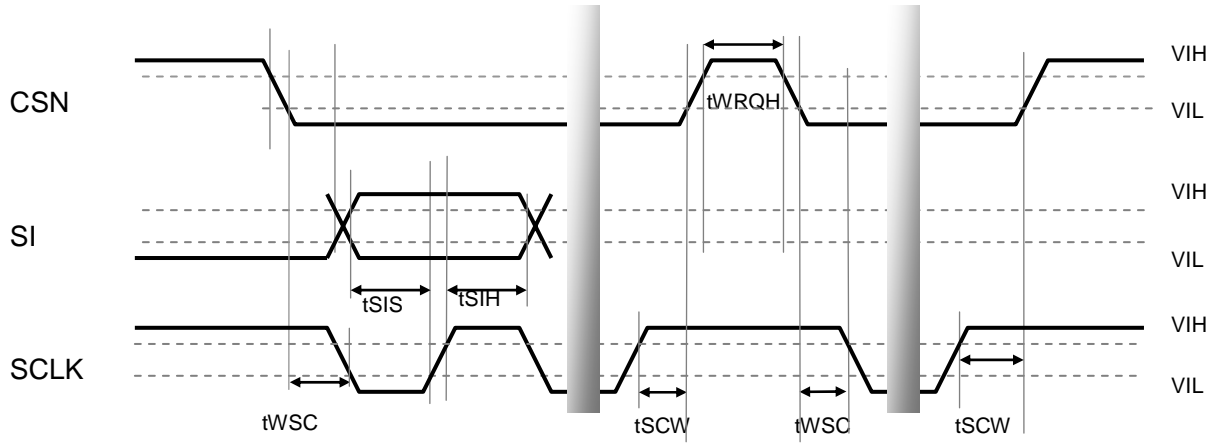 VIH
CSN
tWRQH
VIL
VIH
SI
VIL
tSIS
tSIH
VIH
SCLK
VIL
tWSC
tSCW
tWSC
tSCW